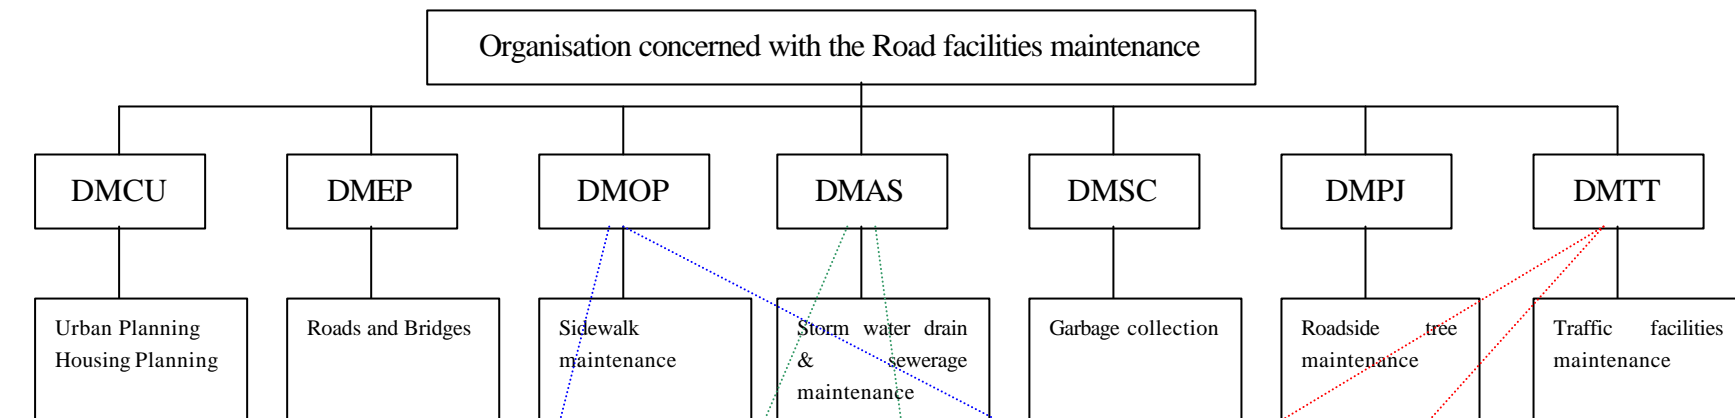 Organisation concerned with the Road facilities maintenance
DMCU
DMEP
DMOP
DMAS
DMSC
DMPJ
DMTT
Urban Planning
Housing Planning
Roads and Bridges
Sidewalk
maintenance
Storm water drain
& sewerage
maintenance
Garbage collection
Roadside tree
maintenance
Traffic facilities
maintenance